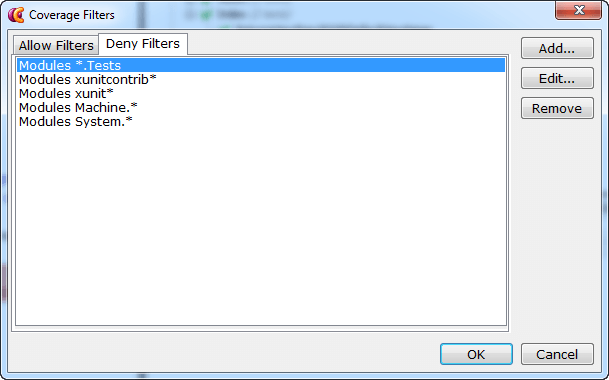 Coverage Filters
Allow Filters
Deny Filters
Modules *.Tests
Modules xunitcontrib*
Modules xunit*
Modules Machine.*
Modules System.*
Add...
Edit...
Remove
OK
Cancel